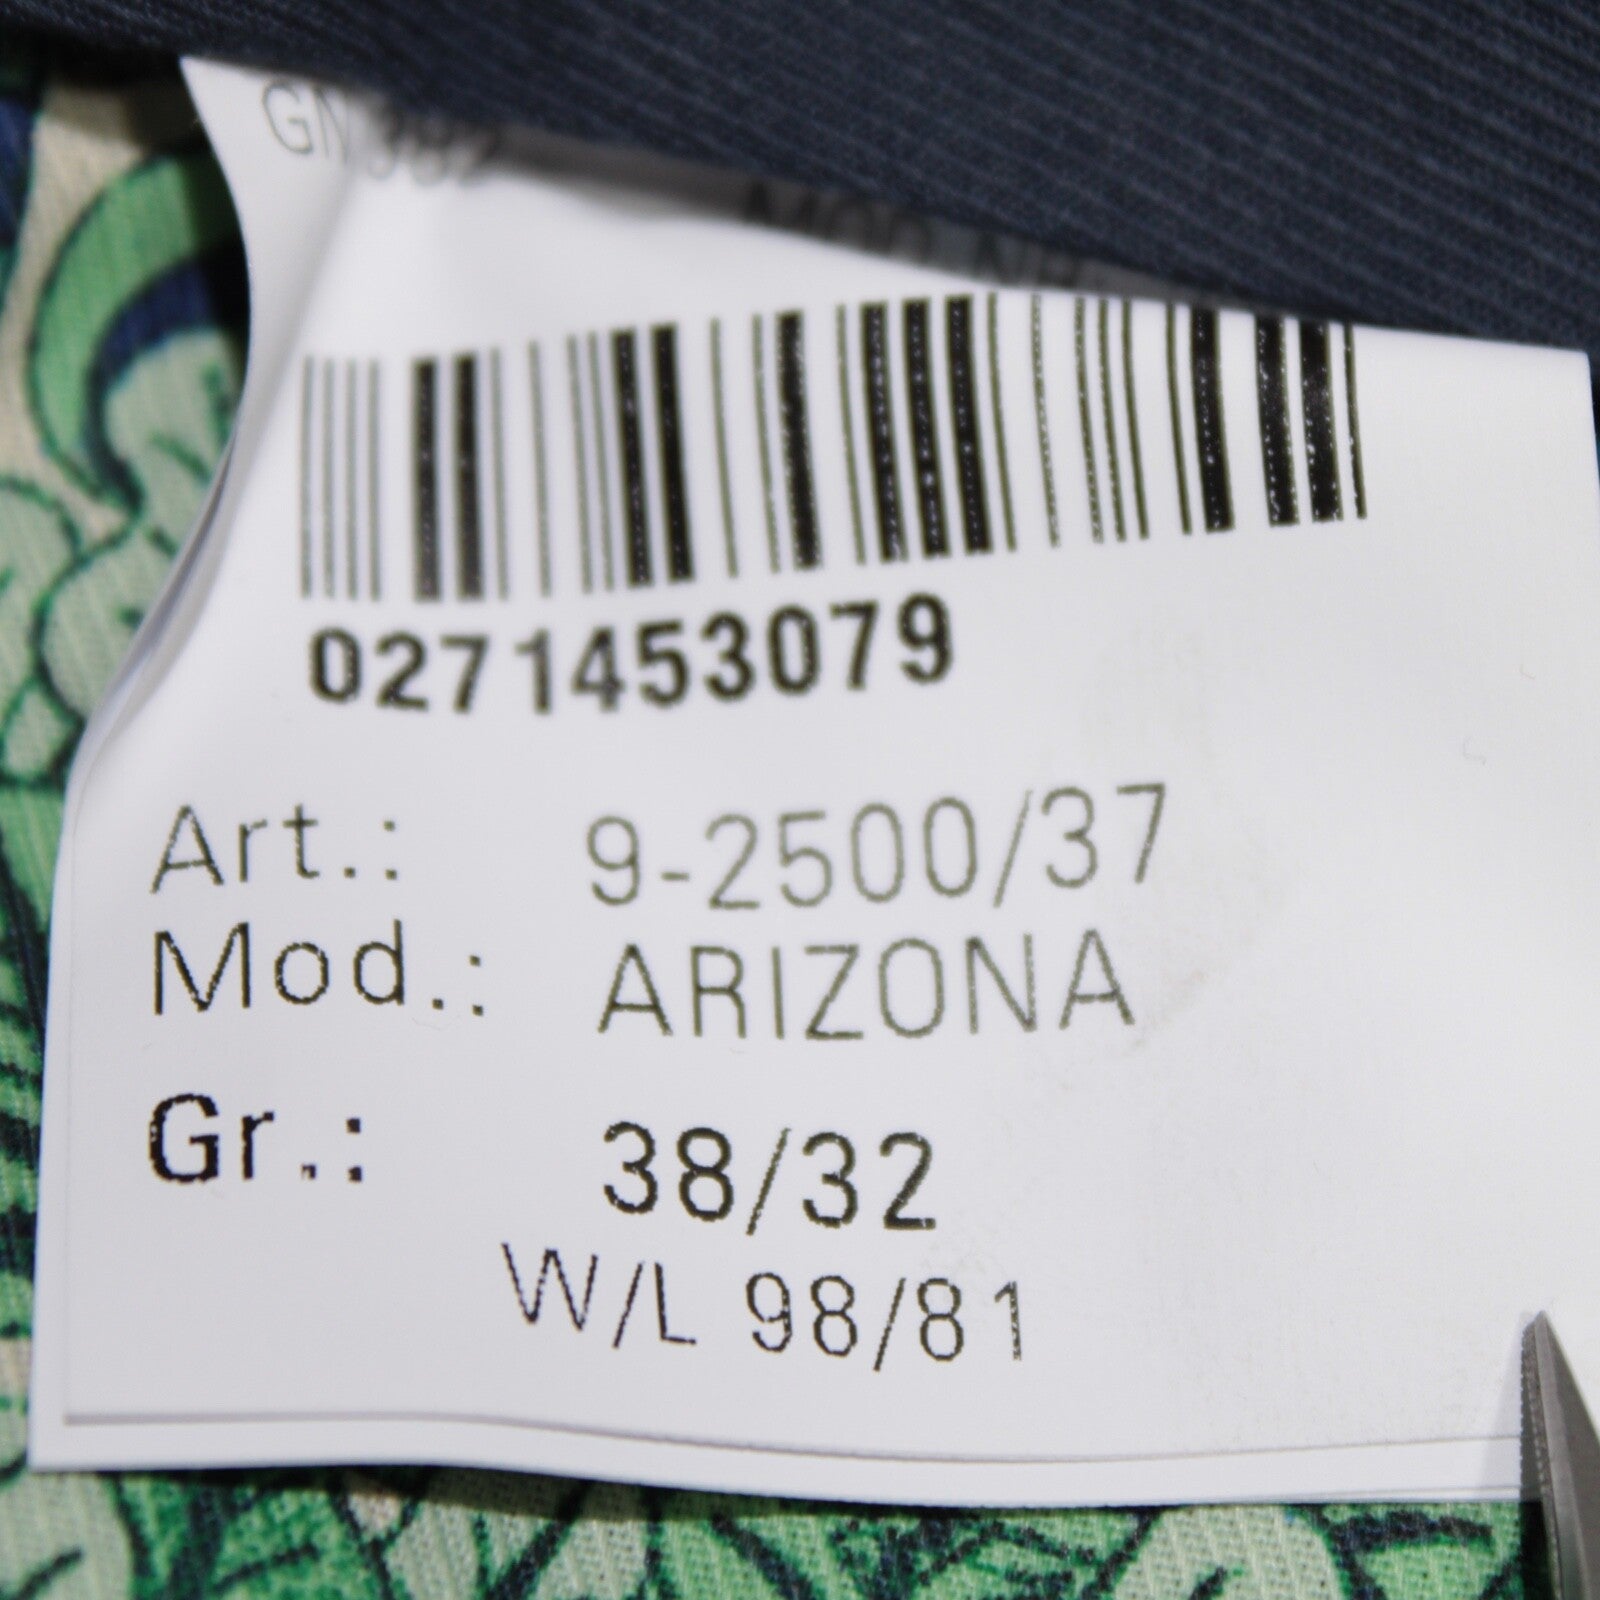 0271453079
Art.: 9-2500/37
Mod.: ARIZONA
Gr.: 38/32
W/L 98/81